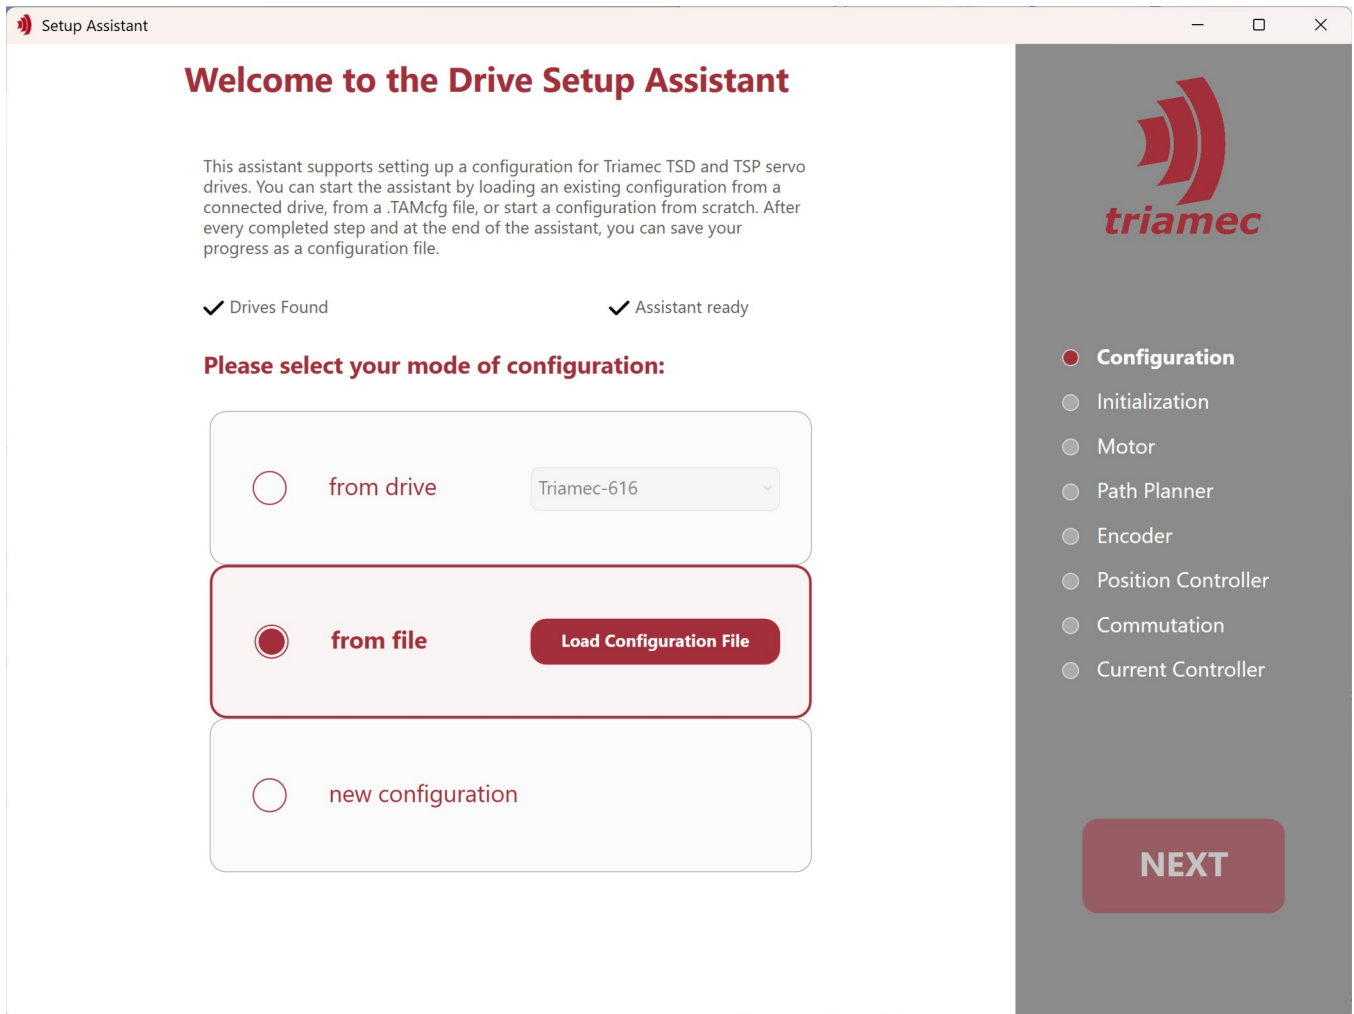 Setup Assistant
Welcome to the Drive Setup Assistant
This assistant supports setting up a configuration for Triamec TSD and TSP servo
drives. You can start the assistant by loading an existing configuration from a
connected drive, from a .TAMcfg file, or start a configuration from scratch. After
every completed step and at the end of the assistant, you can save your
progress as a configuration file.
Drives Found
Assistant ready
Please select your mode of configuration:
from drive
Triamec-616
from file
Load Configuration File
new configuration
triamec
Configuration
Initialization
Motor
Path Planner
Encoder
Position Controller
Commutation
Current Controller
NEXT